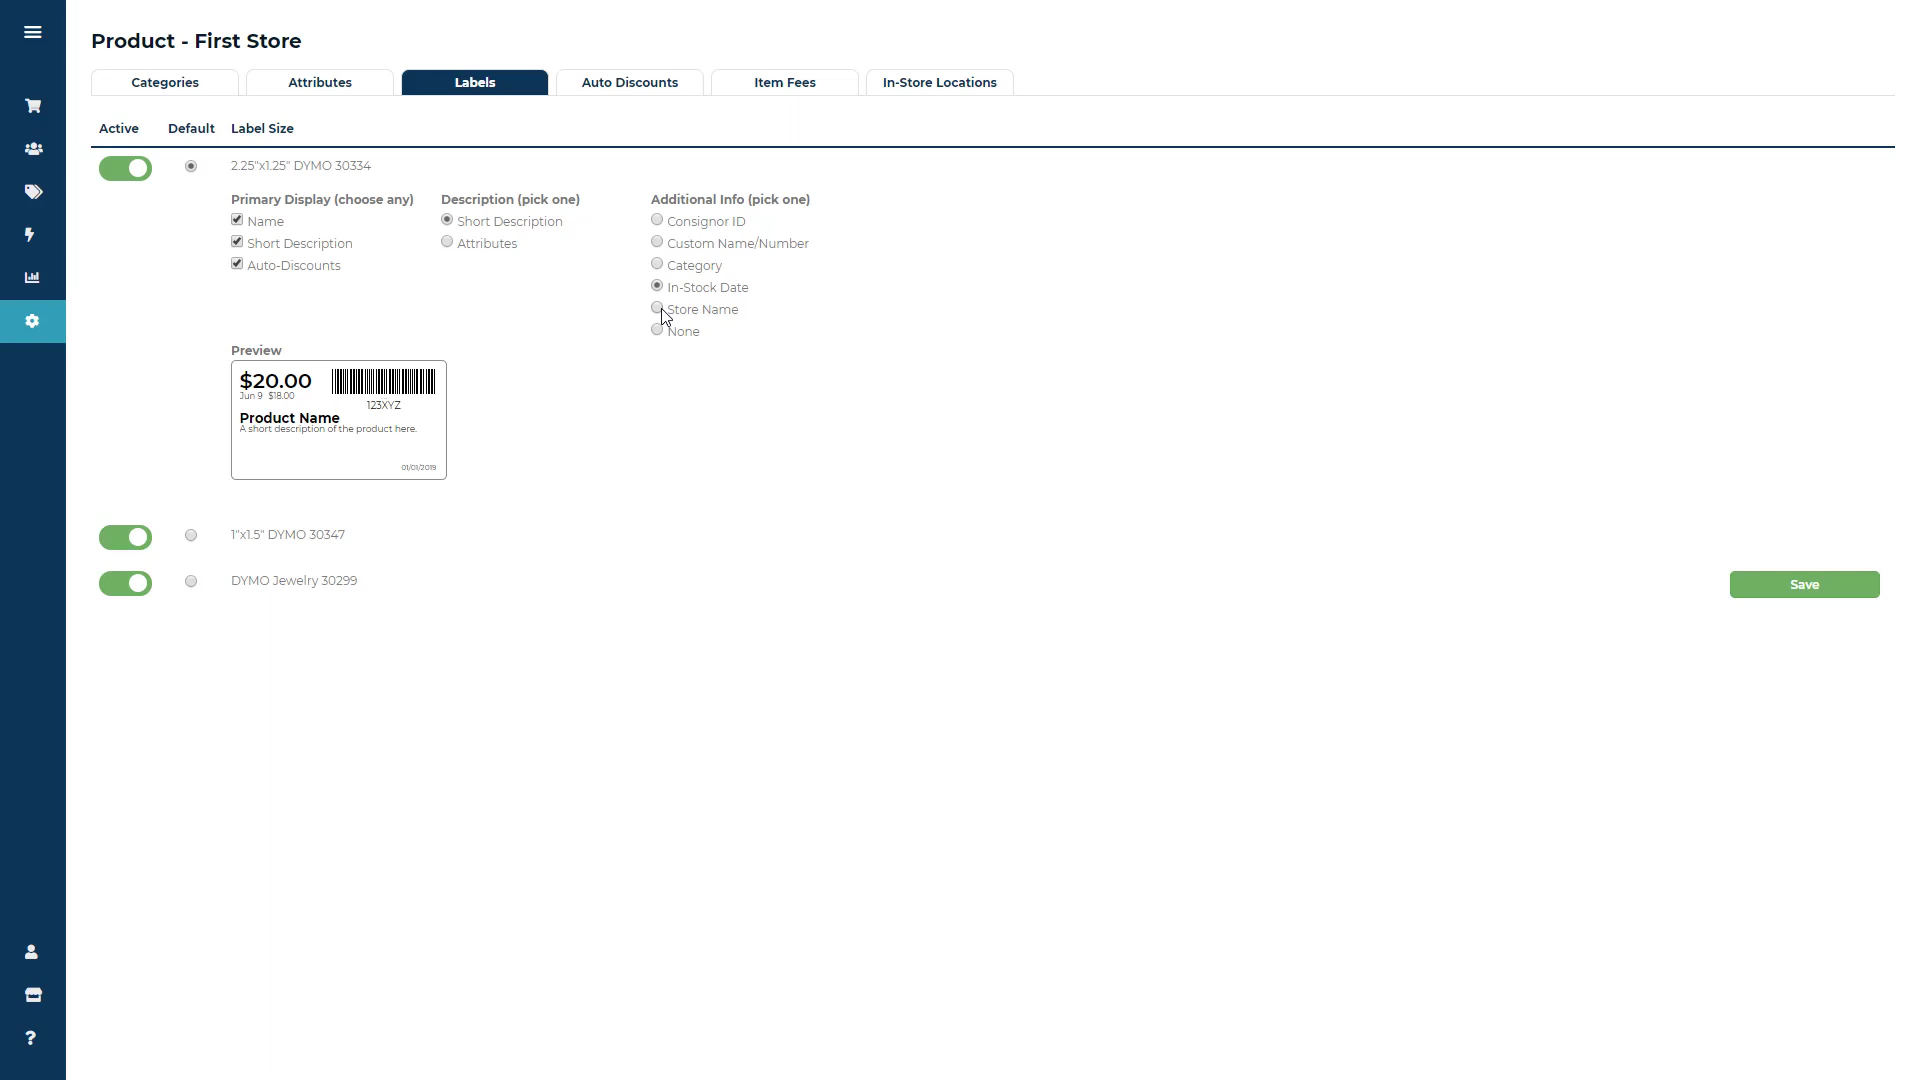 Product - First Store
Categories
Attributes
Labels
Auto Discounts
Item Fees
In-Store Locations
Active Default Label Size
2.25"x1.25" DYMO 30334
Primary Display (choose any)
Name
Short Description
Auto-Discounts
Description (pick one)
Short Description
Attributes
Additional Info (pick one)
Consignor ID
Custom Name/Number
Category
In-Stock Date
Store Name
None
Preview
$20.00
Jun 9 $18.00
123XYZ
Product Name
A short description of the product here.
01/01/2019
1"x1.5" DYMO 30347
DYMO Jewelry 30299
Save